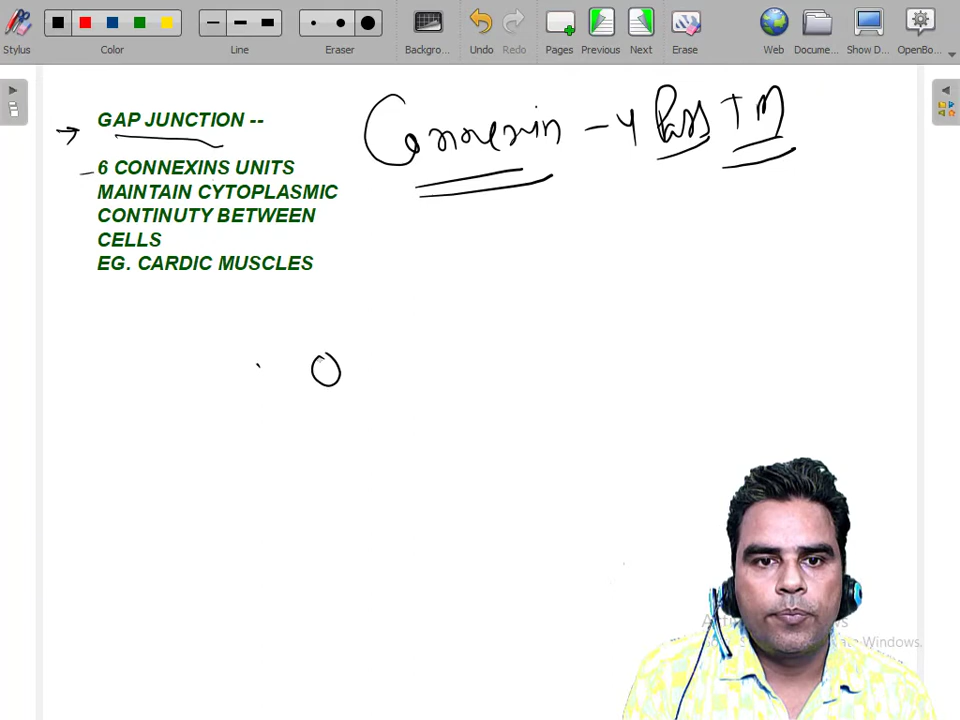 Stylus
Color
Line
Eraser
Backgro...
Undo
Redo
Pages
Previous
Next
Erase
Web
Docume...
Show D...
OpenBo...
GAP JUNCTION --
6 CONNEXINS UNITS
MAINTAIN CYTOPLASMIC
CONTINUTY BETWEEN
CELLS
EG. CARDIC MUSCLES
Connexin - 4 Pass TM